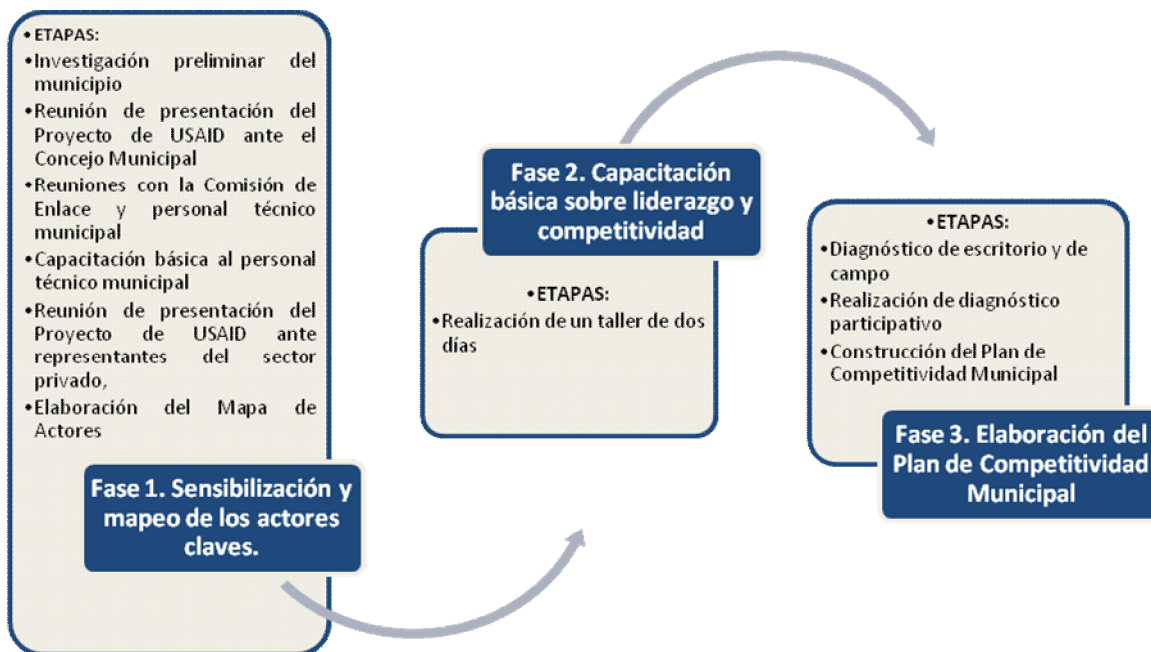 •ETAPAS:
•Investigación preliminar del
municipio
•Reunión de presentación del
Proyecto de USAID ante el
Concejo Municipal
•Reuniones con la Comisión de
Enlace y personal técnico
municipal
•Capacitación básica al personal
técnico municipal
•Reunión de presentación del
Proyecto de USAID ante
representantes del sector
privado,
•Elaboración del Mapa de
Actores
Fase 1. Sensibilización y
mapeo de los actores
claves.
Fase 2. Capacitación
básica sobre liderazgo y
competitividad
•ETAPAS:
•Realización de un taller de dos
días
•ETAPAS:
•Diagnóstico de escritorio y de
campo
•Realización de diagnóstico
participativo
•Construcción del Plan de
Competitividad Municipal
Fase 3. Elaboración del
Plan de Competitividad
Municipal